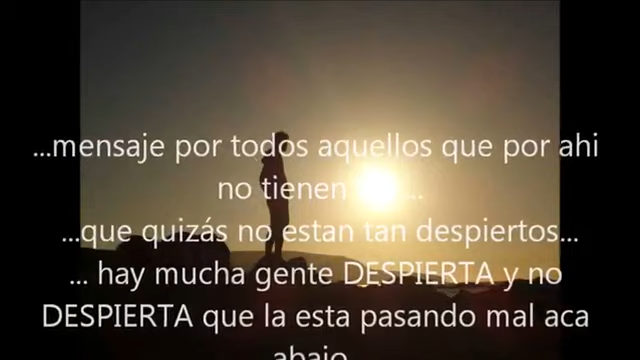 ...mensaje por todos aquellos que por ahi
no tienen ...
...que quizás no estan tan despiertos...
... hay mucha gente DESPIERTA y no
DESPIERTA que la esta pasando mal aca
abajo